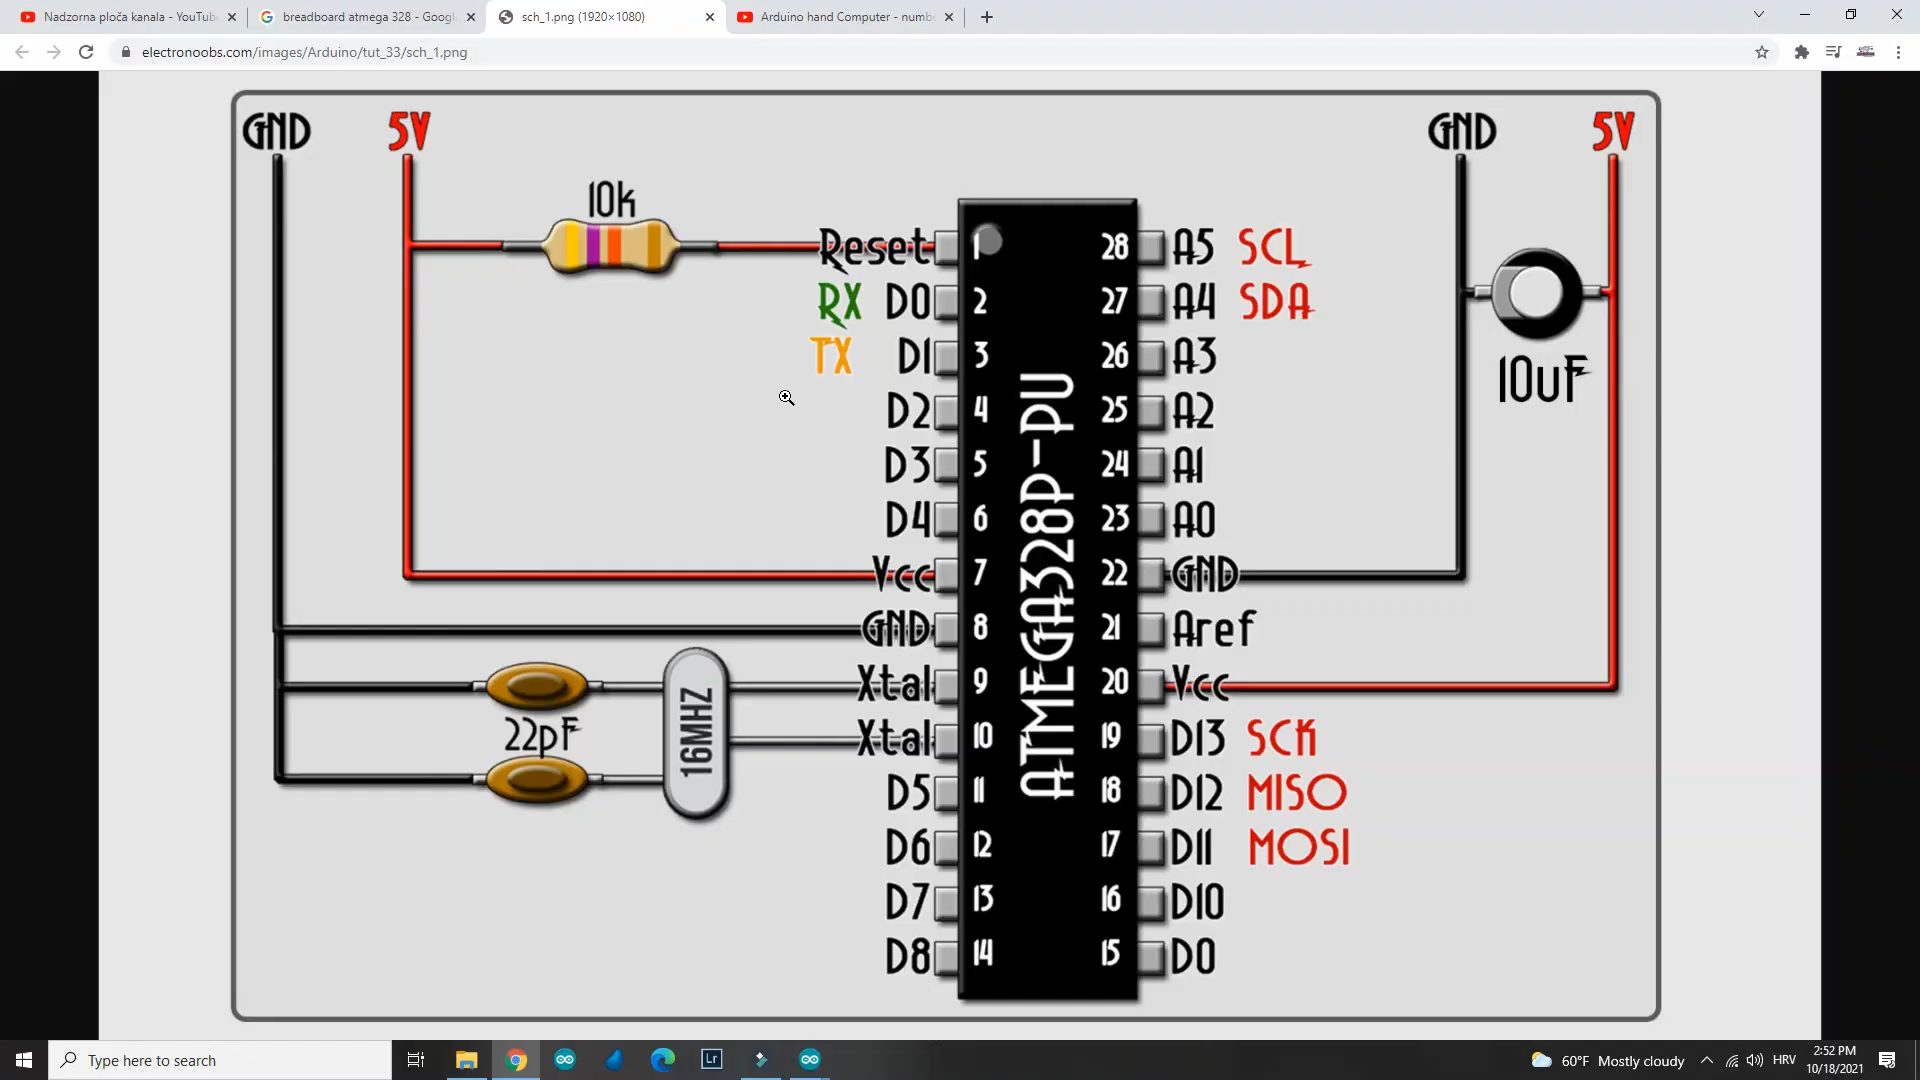 Nadzorna ploča kanala - YouTub
breadboard atmega 328 - Googl
sch_1.png (1920×1080)
Arduino hand Computer - numb
electronoobs.com/images/Arduino/tut_33/sch_1.png
GND 5V GND 5V
10k
Reset 1 28 A5 SCL
RX D0 2 27 A4 SDA
TX D1 3 26 A3
10uF
D2 4 25 A2
D3 5 24 A1
D4 6 23 A0
Vcc 7 22 GND
GND 8 21 Aref
Xtal 9 20 Vcc
22pF
16MHZ
Xtal 10 19 D13 SCK
D5 11 18 D12 MISO
D6 12 17 D11 MOSI
D7 13 16 D10
D8 14 15 D0
ATMEGA328P-PU
Type here to search
Lr
60°F Mostly cloudy
HRV
2:52 PM
10/18/2021